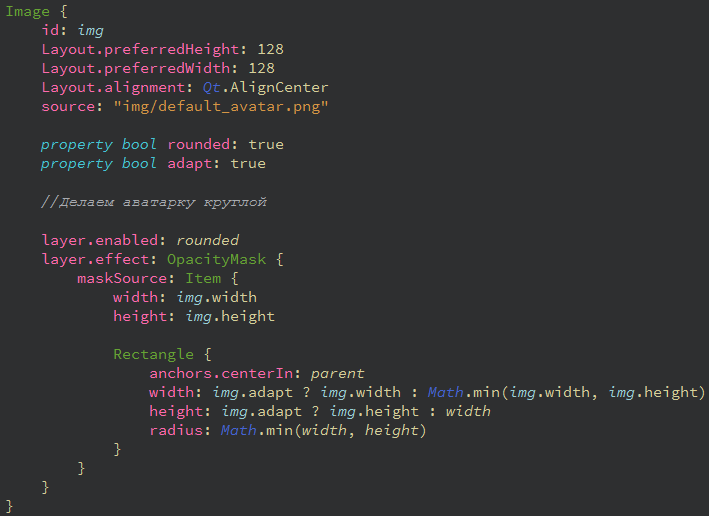 Image {
    id: img
    Layout.preferredHeight: 128
    Layout.preferredWidth: 128
    Layout.alignment: Qt.AlignCenter
    source: "img/default_avatar.png"

    property bool rounded: true
    property bool adapt: true

    //Делаем аватарку круглой

    layer.enabled: rounded
    layer.effect: OpacityMask {
        maskSource: Item {
            width: img.width
            height: img.height

            Rectangle {
                anchors.centerIn: parent
                width: img.adapt ? img.width : Math.min(img.width, img.height)
                height: img.adapt ? img.height : width
                radius: Math.min(width, height)
            }
        }
    }
}